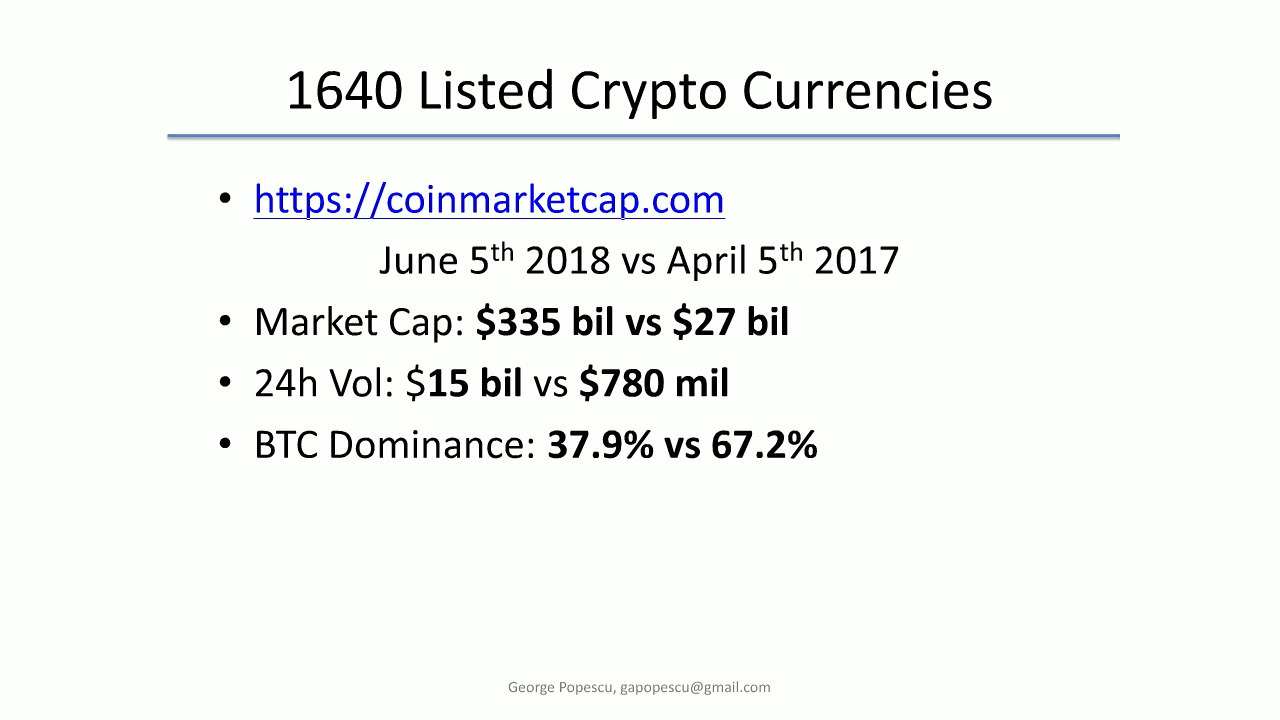 1640 Listed Crypto Currencies
• https://coinmarketcap.com
June 5th 2018 vs April 5th 2017
• Market Cap: $335 bil vs $27 bil
• 24h Vol: $15 bil vs $780 mil
• BTC Dominance: 37.9% vs 67.2%
George Popescu, gapopescu@gmail.com